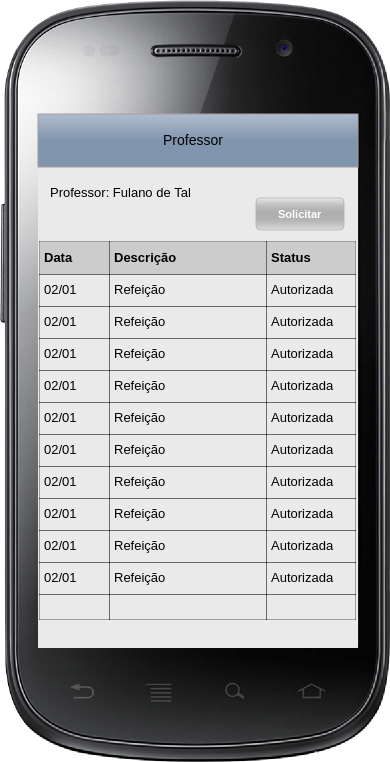 Professor
Professor: Fulano de Tal
Solicitar
Data Descrição Status
02/01 Refeição Autorizada
02/01 Refeição Autorizada
02/01 Refeição Autorizada
02/01 Refeição Autorizada
02/01 Refeição Autorizada
02/01 Refeição Autorizada
02/01 Refeição Autorizada
02/01 Refeição Autorizada
02/01 Refeição Autorizada
02/01 Refeição Autorizada